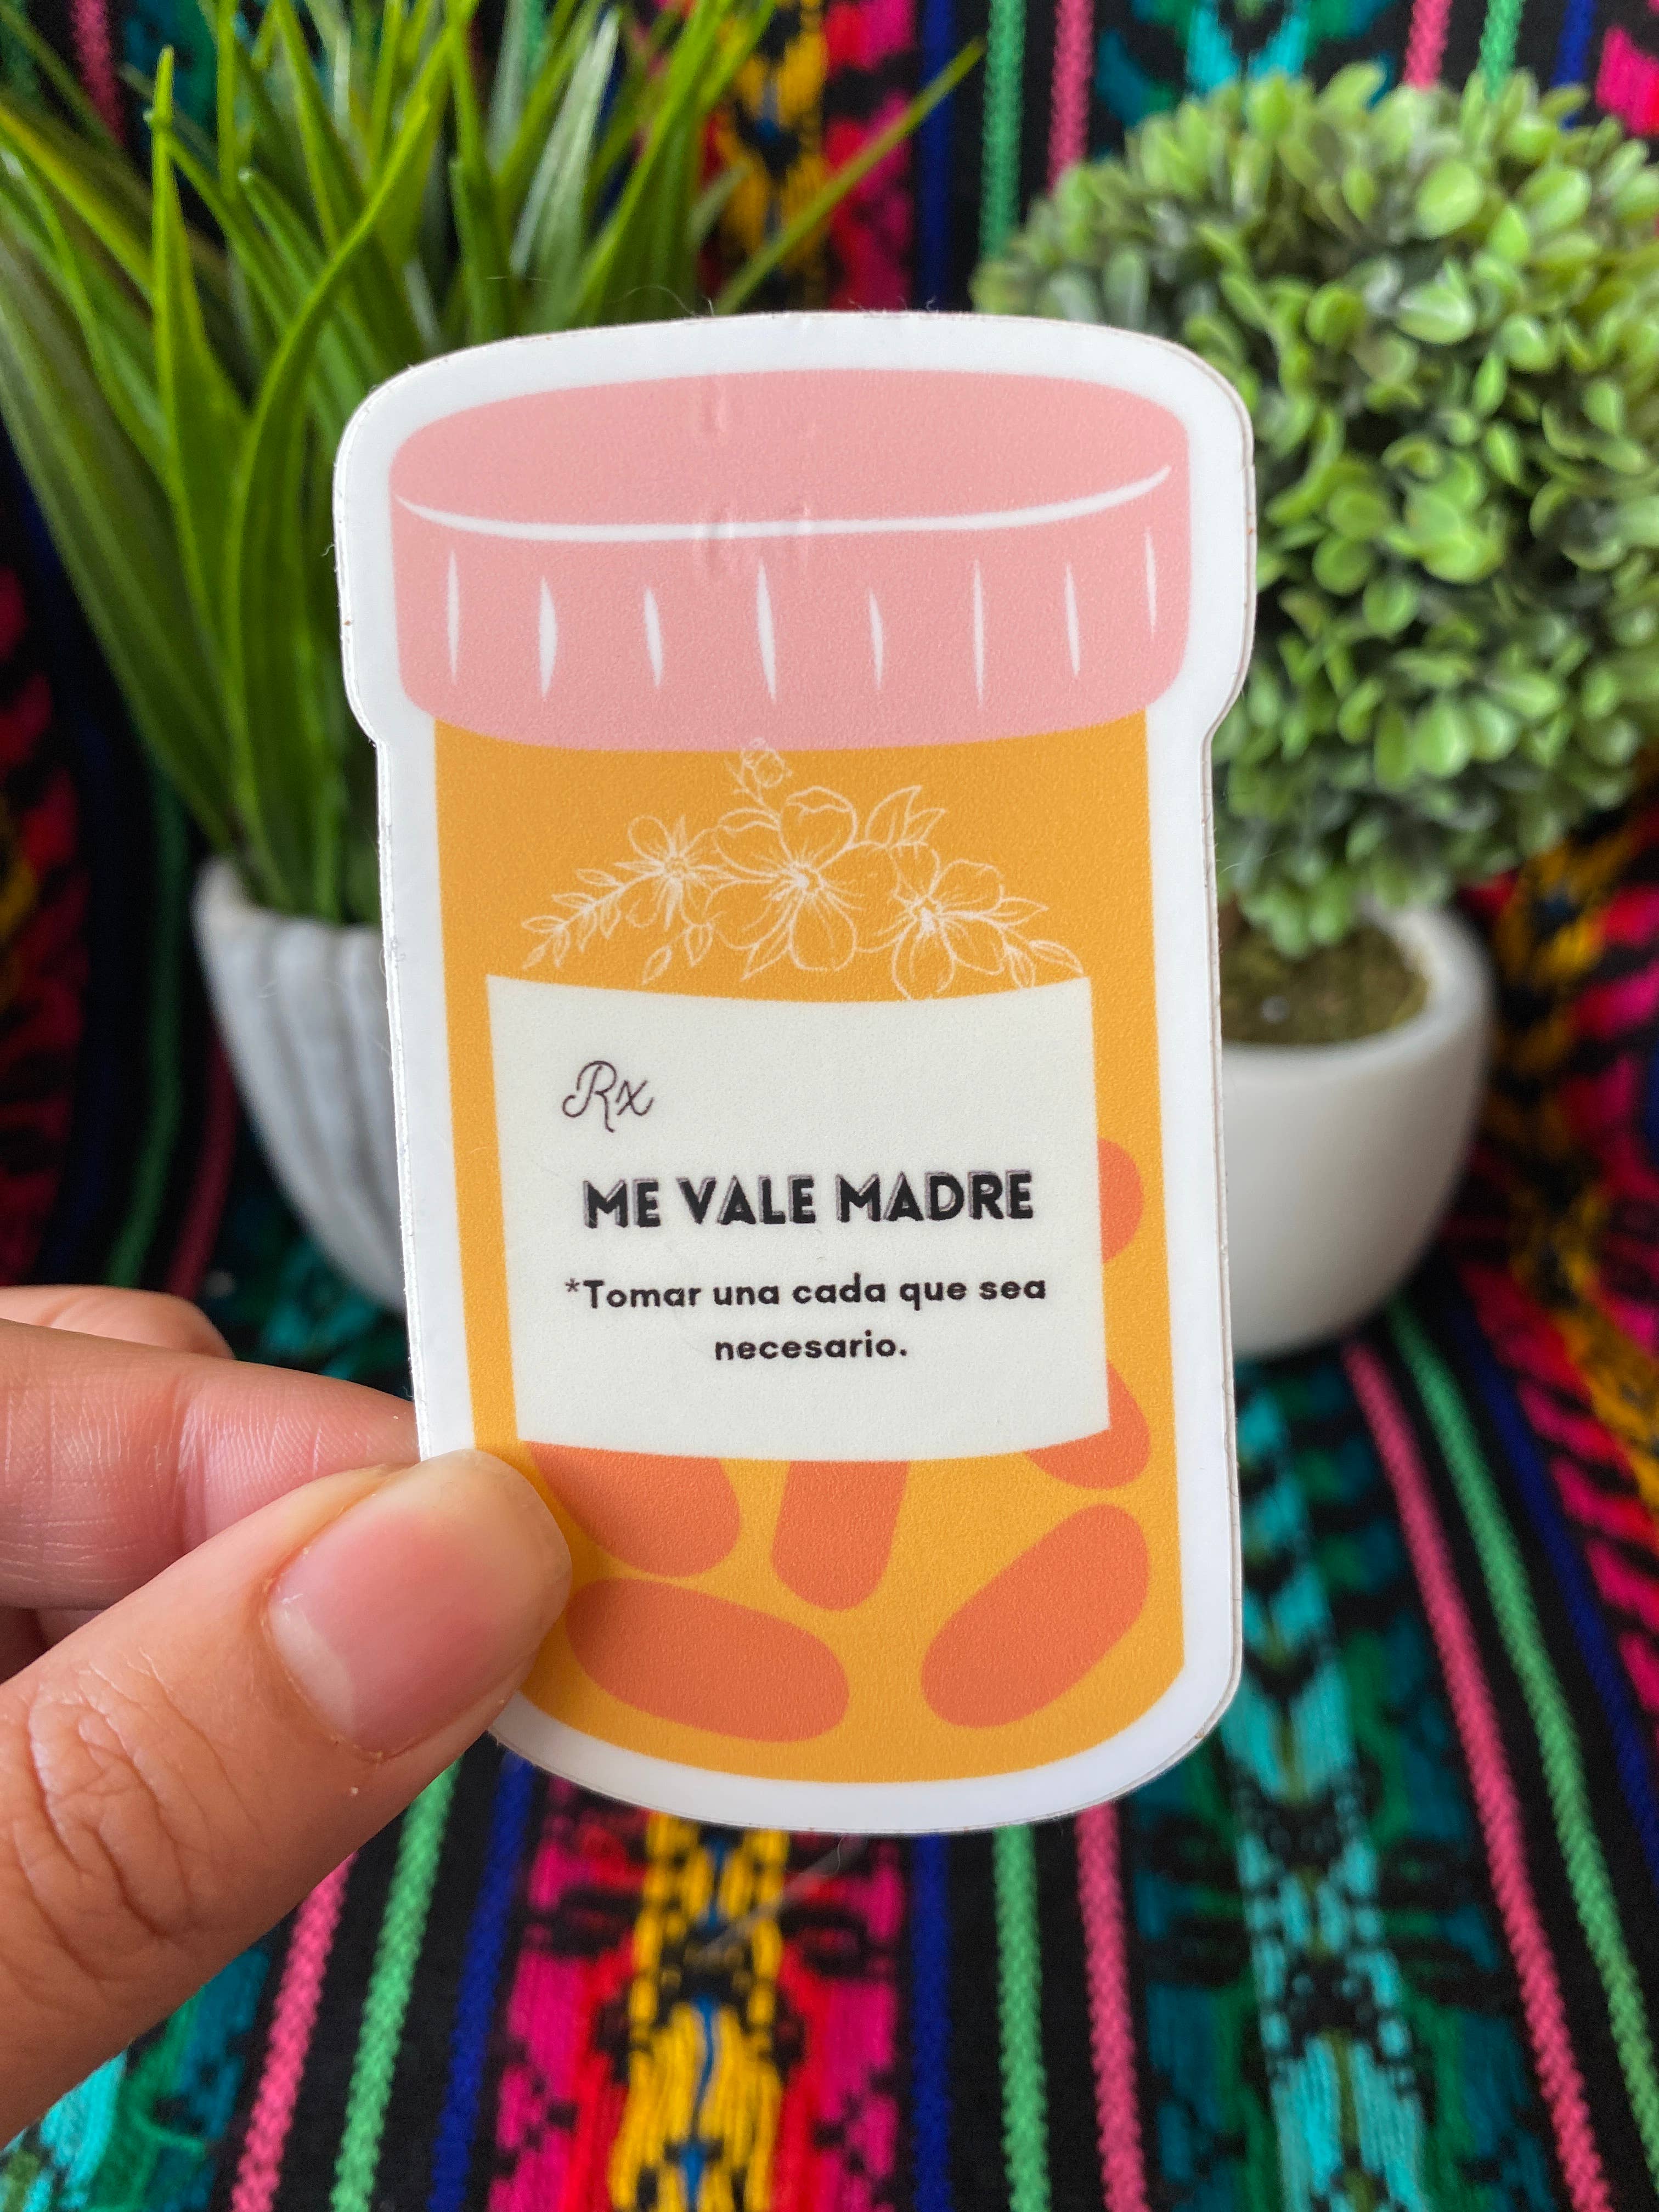 Rx
ME VALE MADRE
*Tomar una cada que sea
necesario.